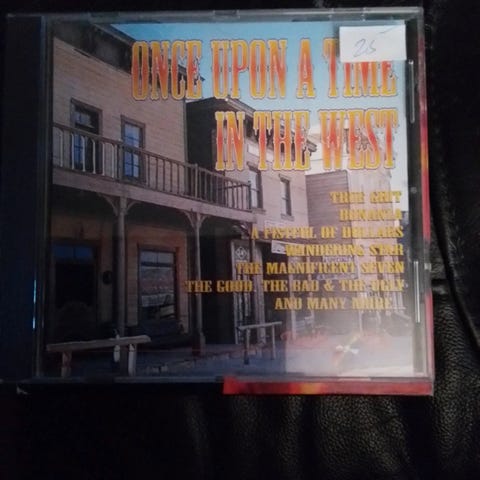 ONCE UPON A TIME
25
IN THE WEST
TRUE GRIT
BONANZA
A FISTFUL OF DOLLARS
WANDERING STAR
THE MAGNIFICENT SEVEN
THE GOOD, THE BAD & THE UGLY
AND MANY MORE...